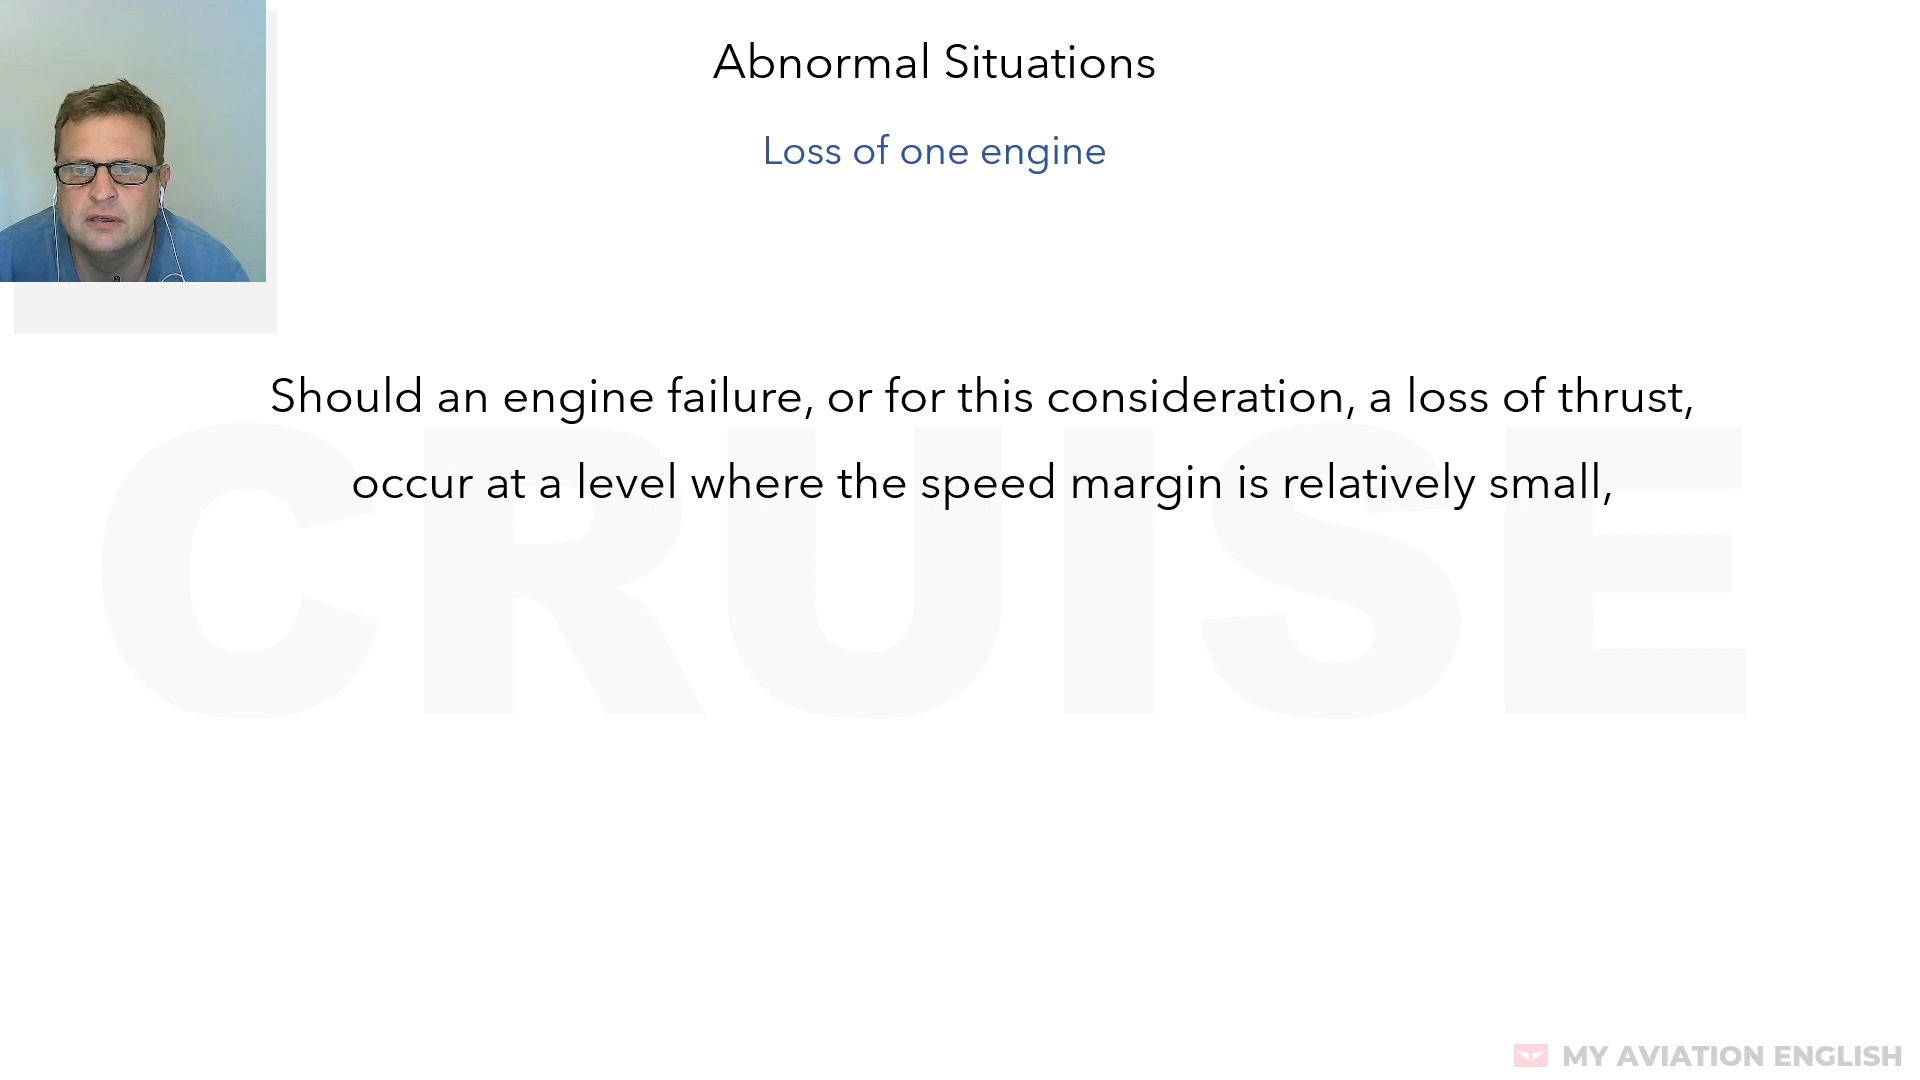 Abnormal Situations
Loss of one engine
Should an engine failure, or for this consideration, a loss of thrust,
occur at a level where the speed margin is relatively small,
CRUISE
MY AVIATION ENGLISH